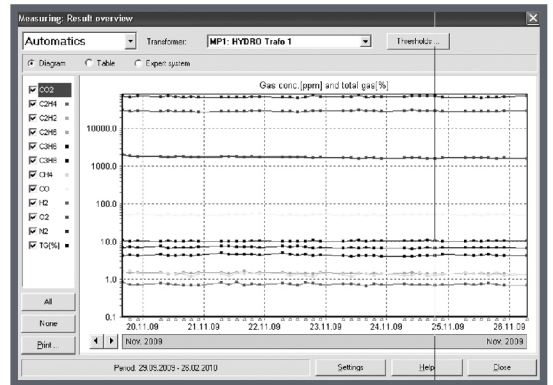 Measuring: Result overview
Automatics Transformer: MP1: HYDRO Trafo 1 Thresholds ...
Diagram Table Expert system
Gas conc.[ppm] and total gas[%]
CO2
C2H4
C2H2
C2H6
C3H6
C3H8
CH4
CO
H2
O2
N2
TG[%]
10000.0
1000.0
100.0
10.0
1.0
0.1
20.11.09 21.11.09 22.11.09 23.11.09 24.11.09 25.11.09 26.11.09
All
None
Print ...
Nov. 2009 Nov. 2009
Period: 29.09.2009 - 26.02.2010 Settings Help Close